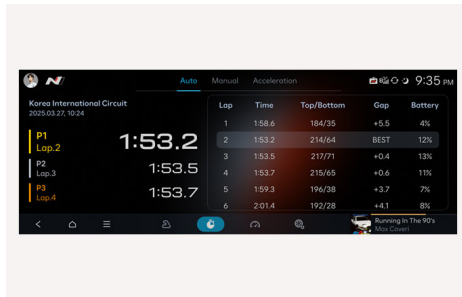 N
Auto Manual Acceleration
9:35 PM
Korea International Circuit
2025.03.27, 10:24
P1
Lap.2
1:53.2
P2
Lap.3
1:53.5
P3
Lap.4
1:53.7
Lap Time Top/Bottom Gap Battery
1 1:58.6 184/35 +5.5 4%
2 1:53.2 214/64 BEST 12%
3 1:53.5 217/71 +0.4 13%
4 1:53.7 215/65 +0.6 11%
5 1:59.3 196/38 +3.7 7%
6 2:01.4 192/28 +4.1 8%
Running In The 90's
Max Coveri